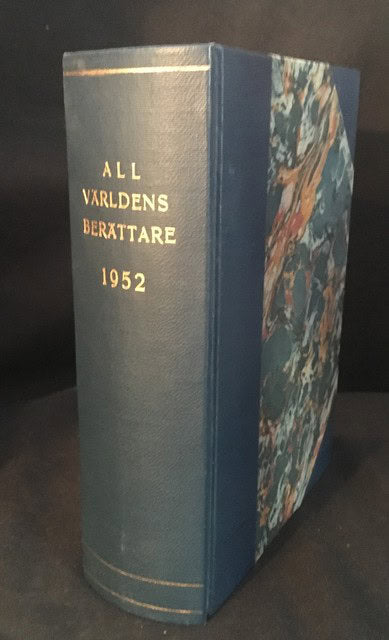 ALL
VÄRLDENS
BERÄTTARE
1952